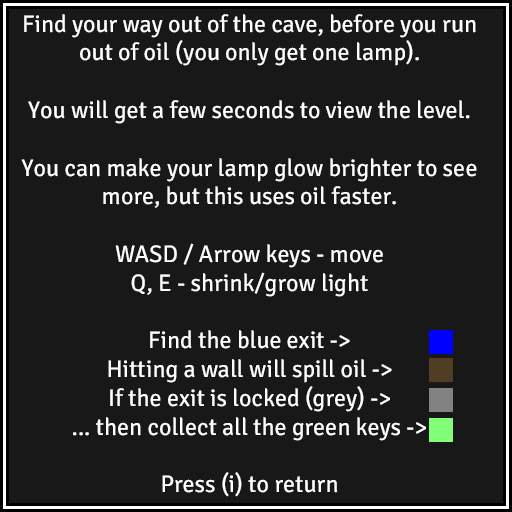 Find your way out of the cave, before you run
out of oil (you only get one lamp).
You will get a few seconds to view the level.
You can make your lamp glow brighter to see
more, but this uses oil faster.
WASD / Arrow keys - move
Q, E - shrink/grow light
Find the blue exit ->
Hitting a wall will spill oil ->
If the exit is locked (grey) ->
... then collect all the green keys ->
Press (i) to return